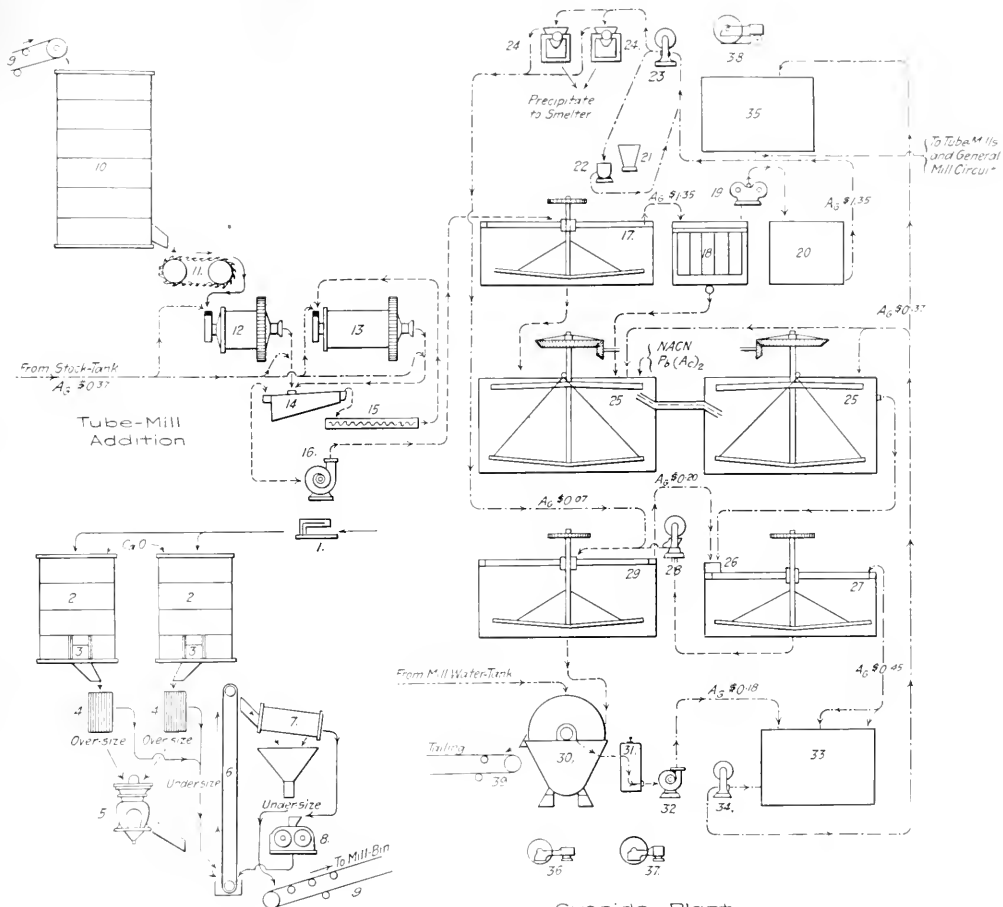 9
10
11.
12
13
14
15
16.
From Stock-Tank
AG $0.37
Tube-Mill
Addition
24
24.
23
38
Precipitate
to Smelter
22
21
35
To Tube Mills
and General
Mill Circuit
19
AG $1.35
AG $1.35
17.
18
20
AG $0.37
NACN
Pb(Ac)2
25
25
AG $0.07
AG $0.20
29
28
26
27
1.
CaO
2
2
3
3
4
4
Over-size
Over-size
Undersize
5
6
7.
Undersize
8.
To Mill-Bin
9
From Mill Water-Tank
AG $0.18
AG $0.45
Tailing
39
30.
31.
32
33
34.
36
37.